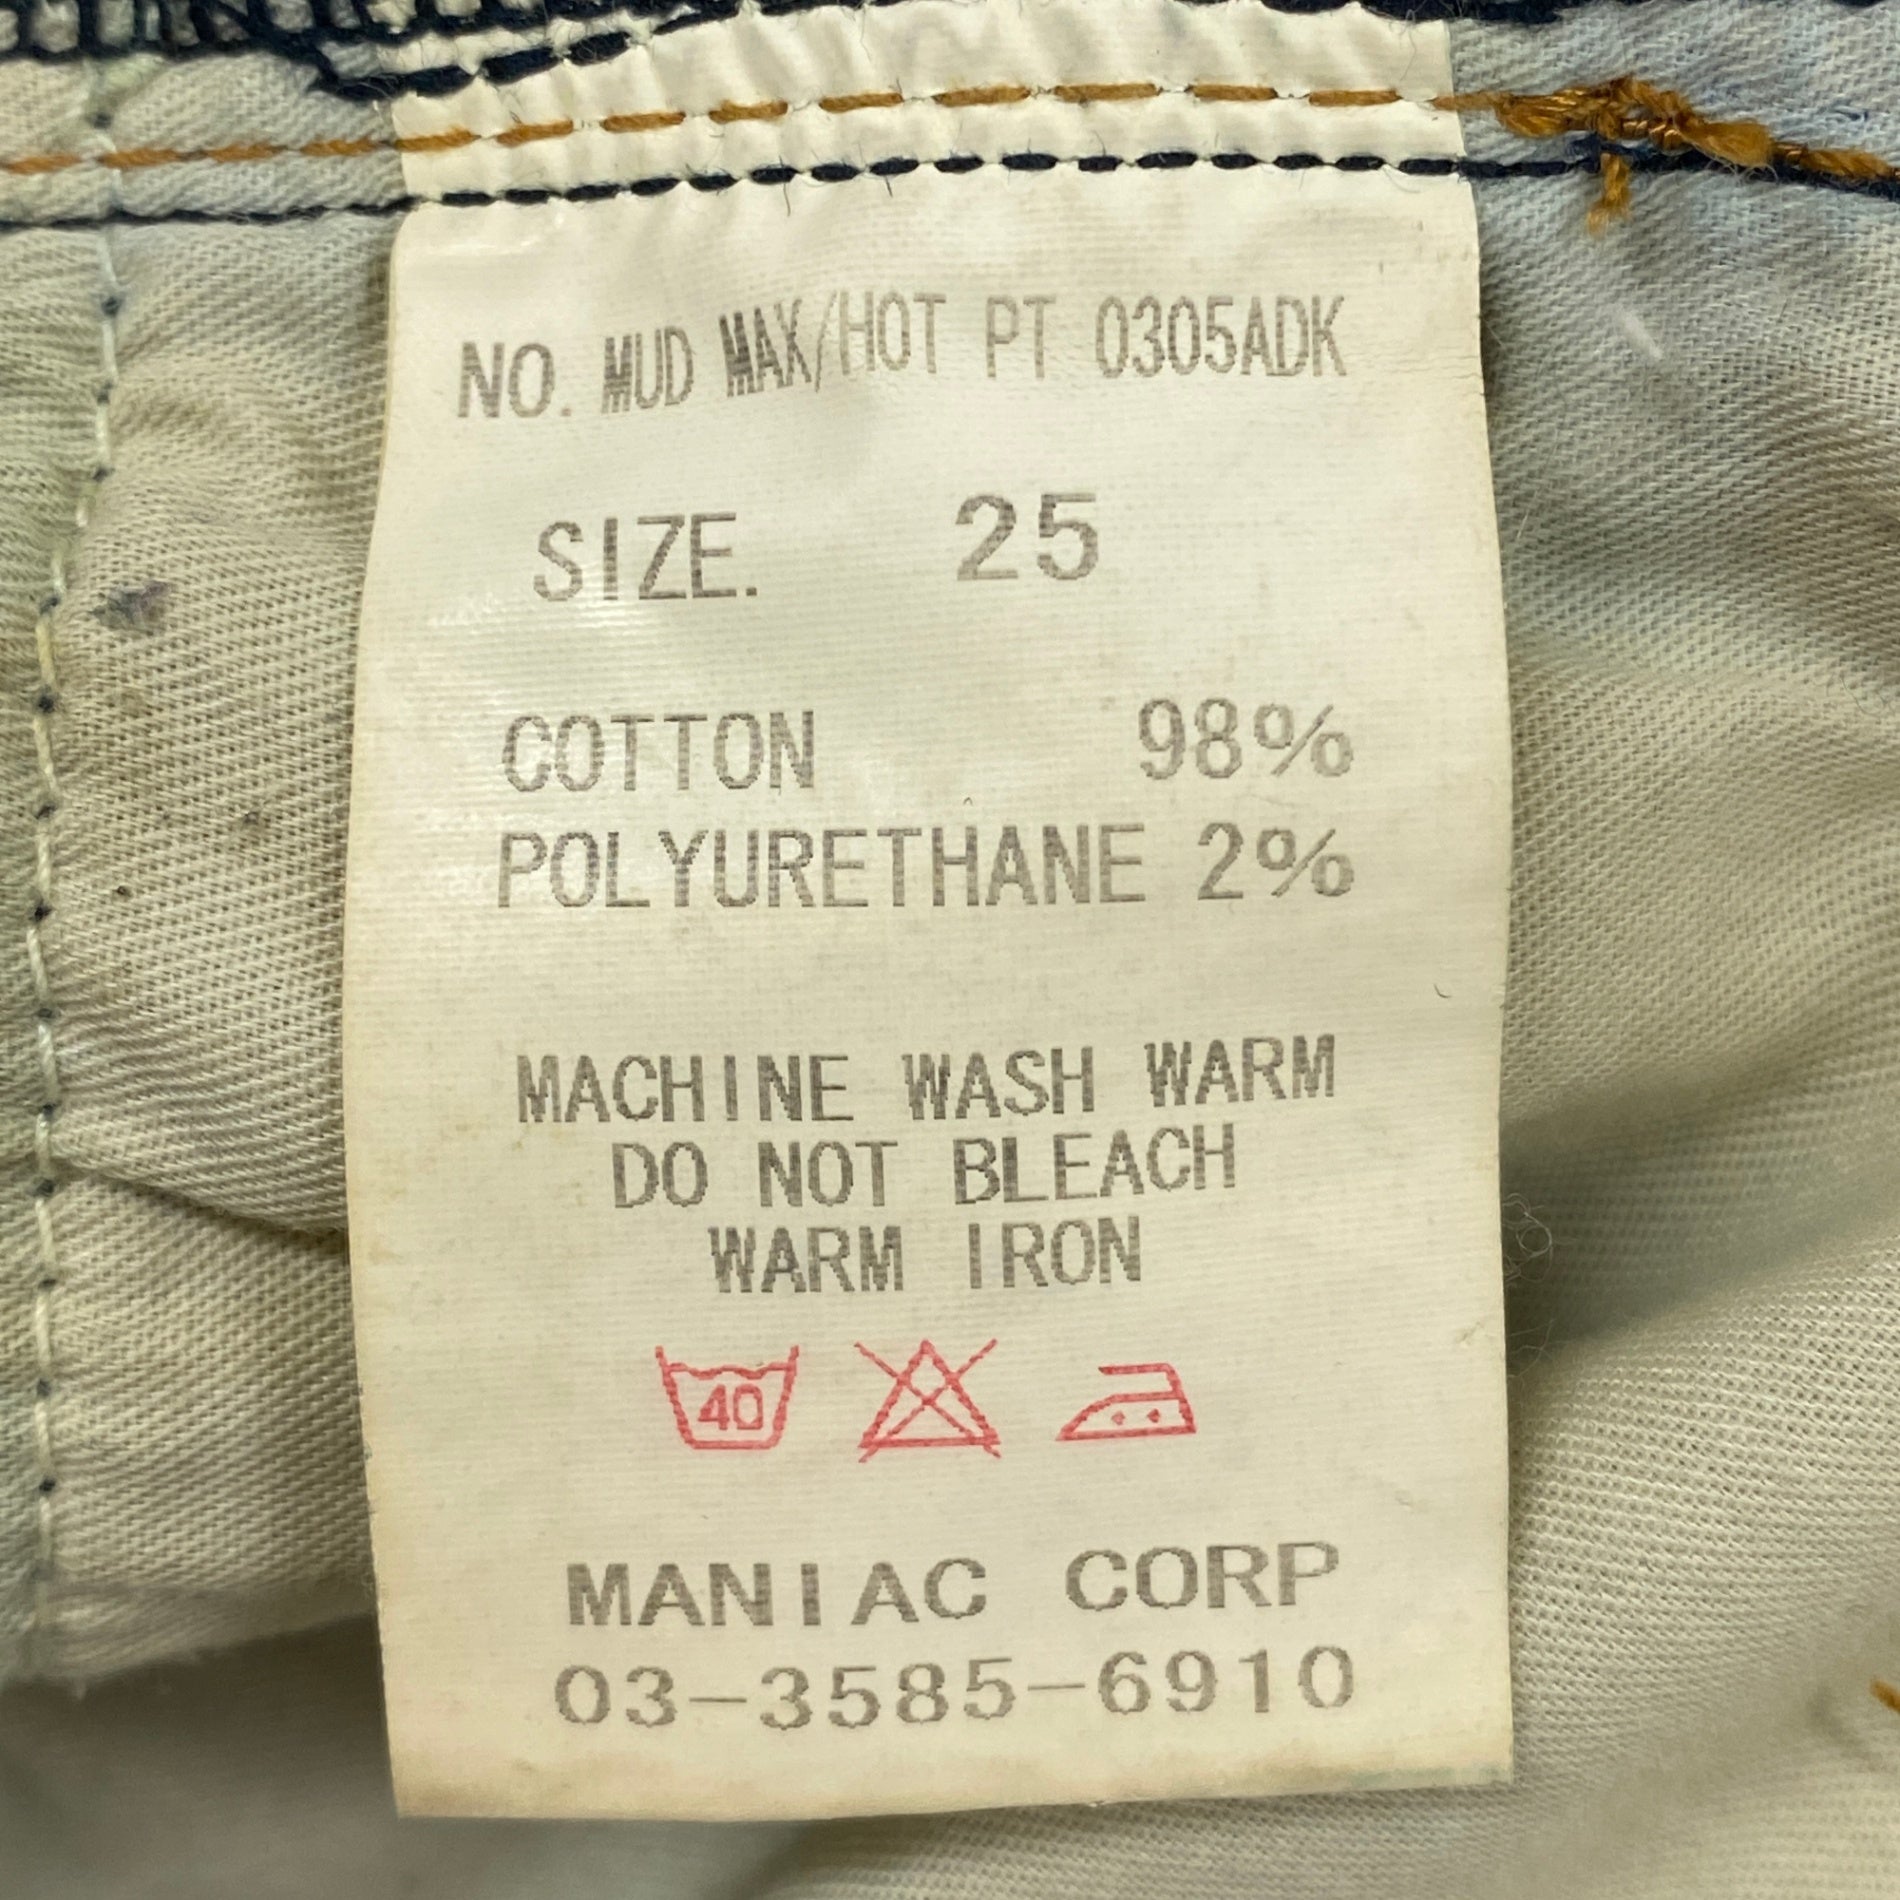 NO. MUD MAX/HOT PT 0305ADK
SIZE. 25
COTTON 98%
POLYURETHANE 2%
MACHINE WASH WARM
DO NOT BLEACH
WARM IRON
40
MANIAC CORP
03-3585-6910